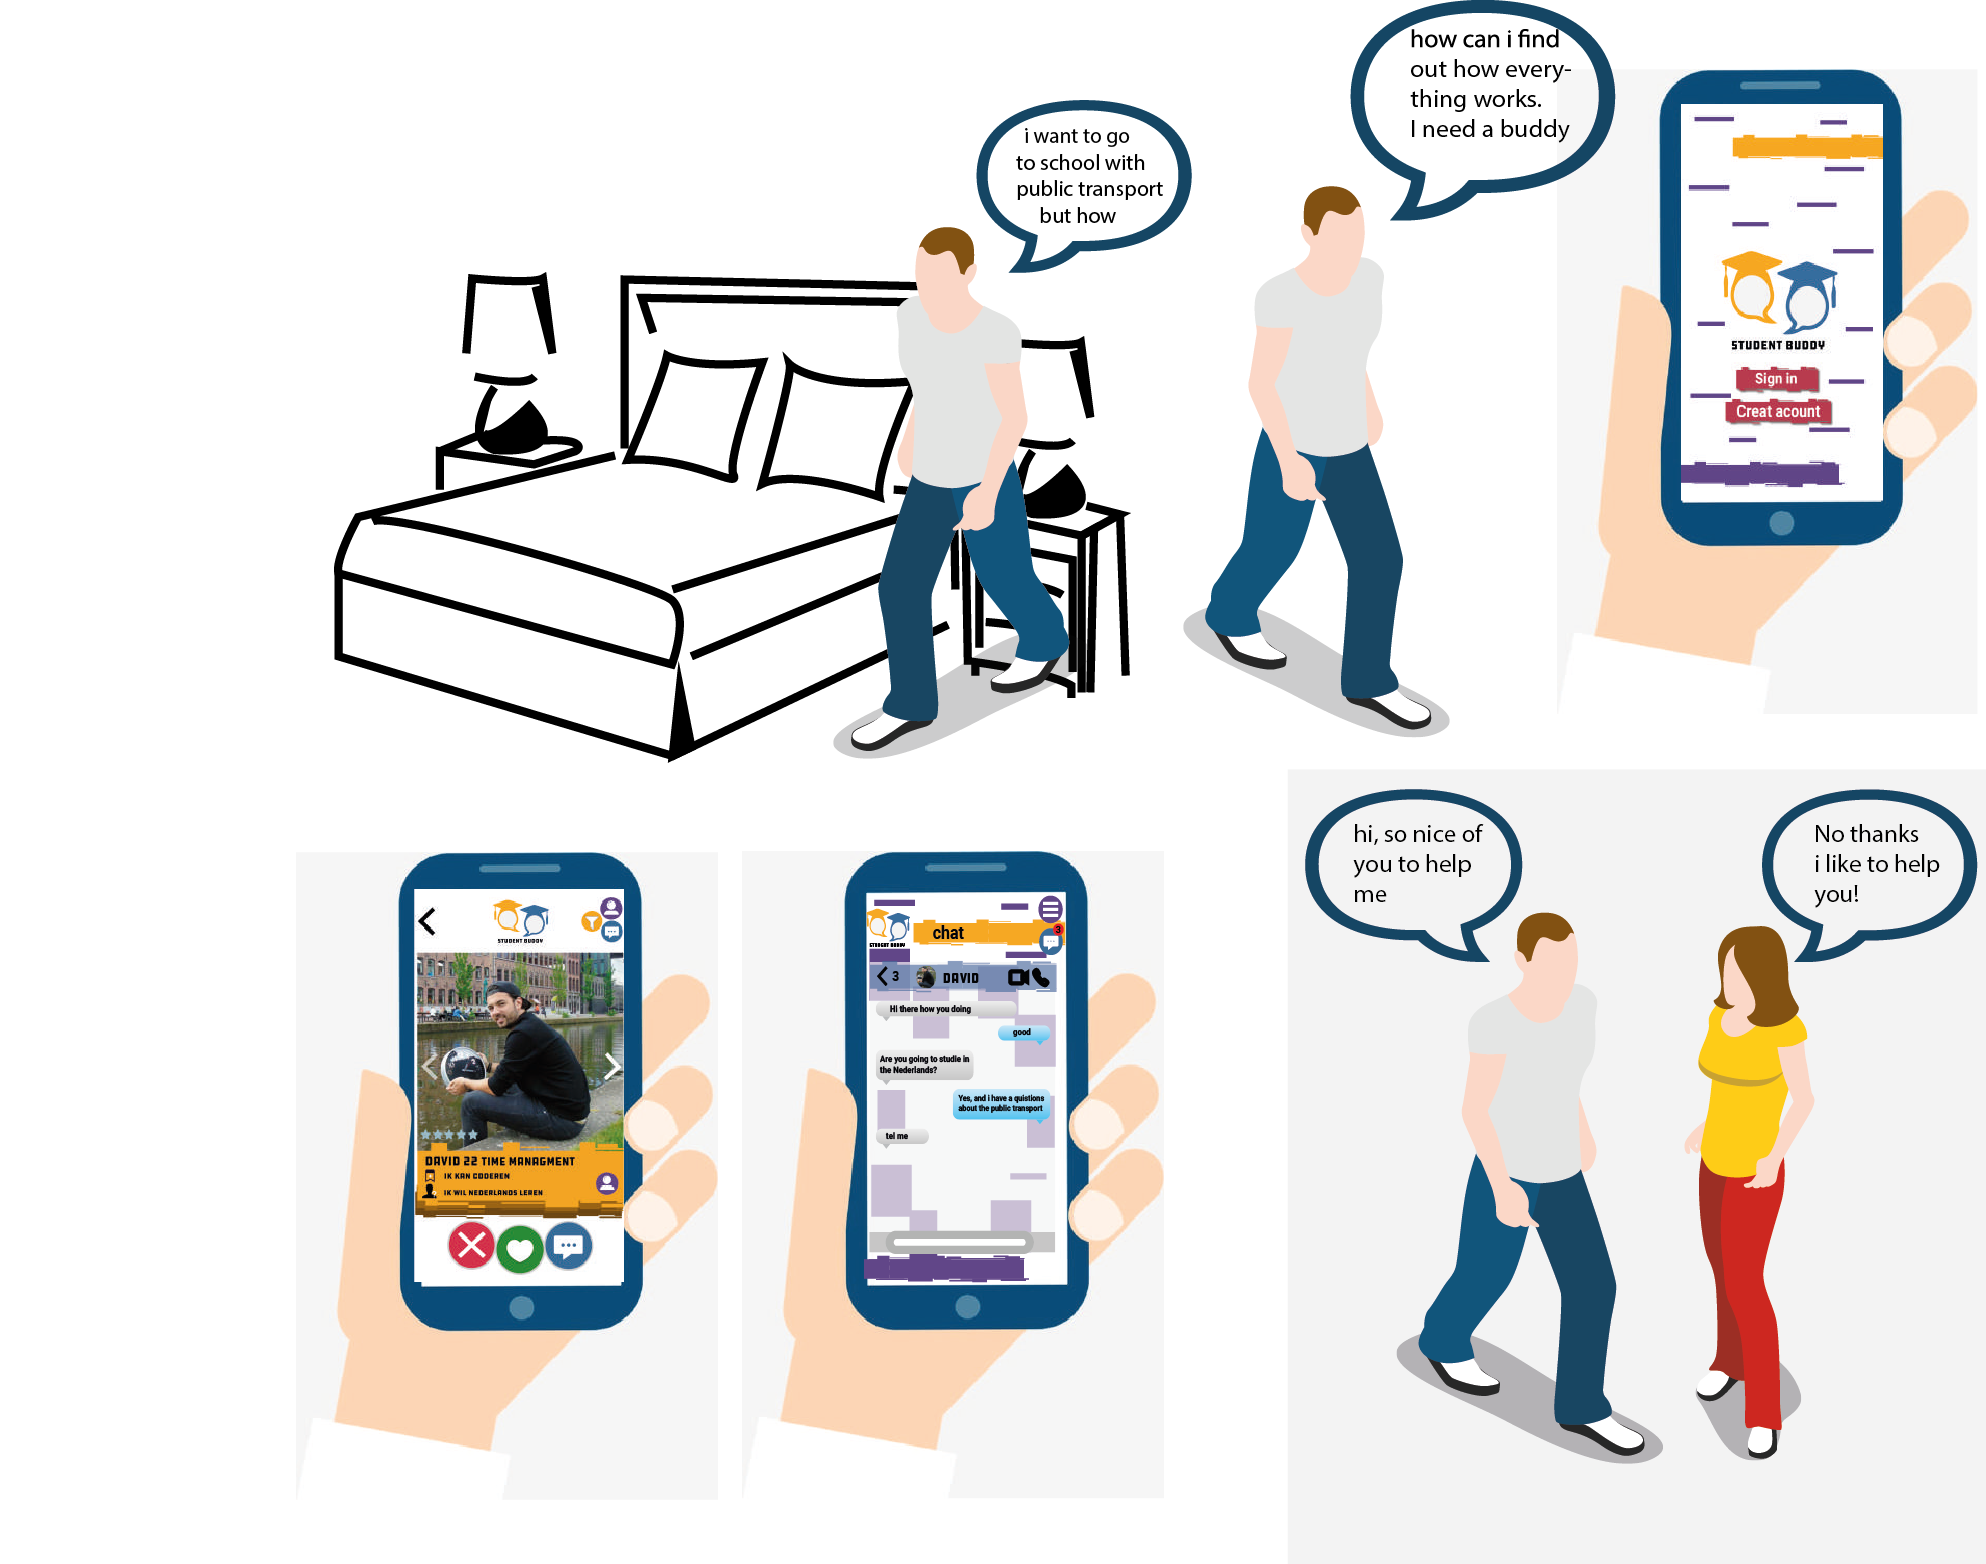 i want to go
to school with
public transport
but how
how can i find
out how every-
thing works.
I need a buddy
STUDENT BUDDY
Sign in
Creat acount
STUDENT BUDDY
DAVID 22 TIME MANAGMENT
IK KAN CODEREM
IK WIL NEDERLANDS LEREN
STUDENT BUDDY
chat
3
3
DAVID
Hi there how you doing
good
Are you going to studie in
the Nederlands?
Yes, and i have a quistions
about the public transport
tel me
hi, so nice of
you to help
me
No thanks
i like to help
you!